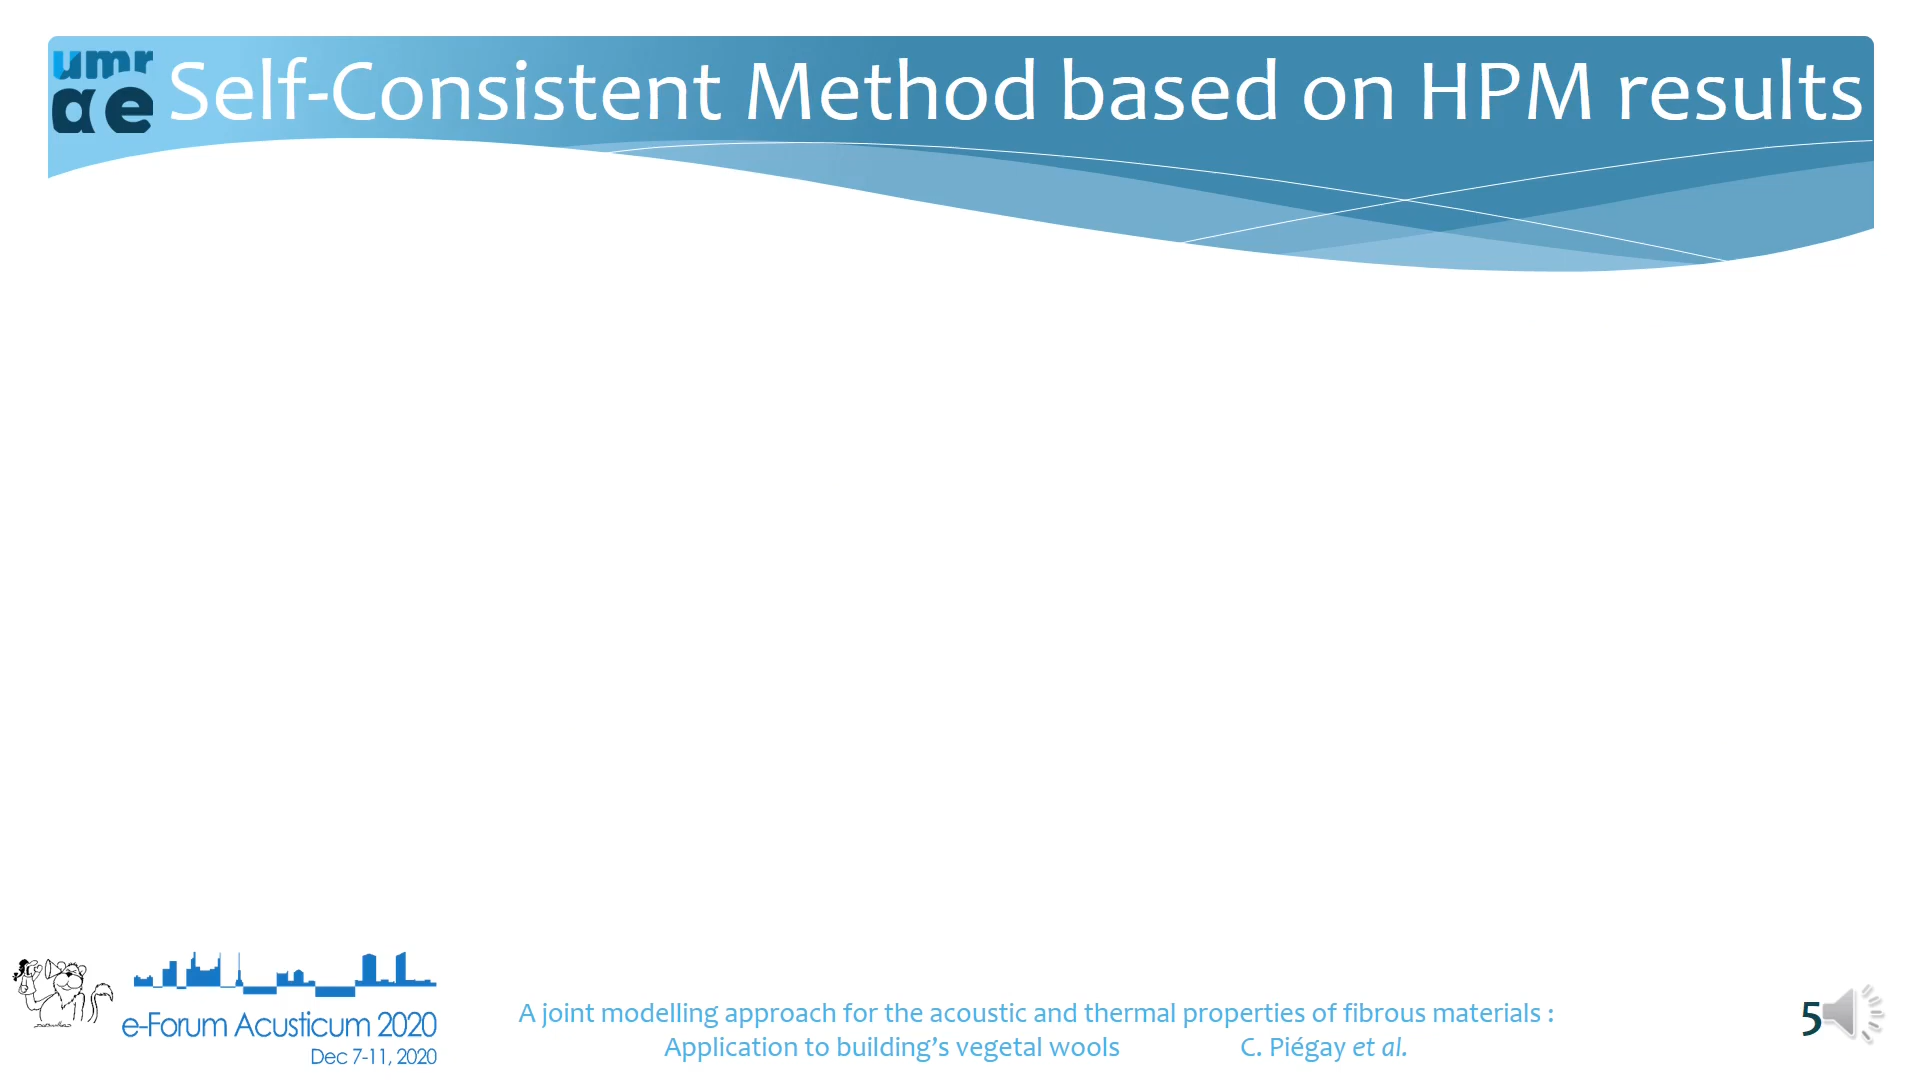 umr
ae
Self-Consistent Method based on HPM results
e-Forum Acusticum 2020
Dec 7-11, 2020
A joint modelling approach for the acoustic and thermal properties of fibrous materials :
Application to building’s vegetal wools C. Piégay et al.
5